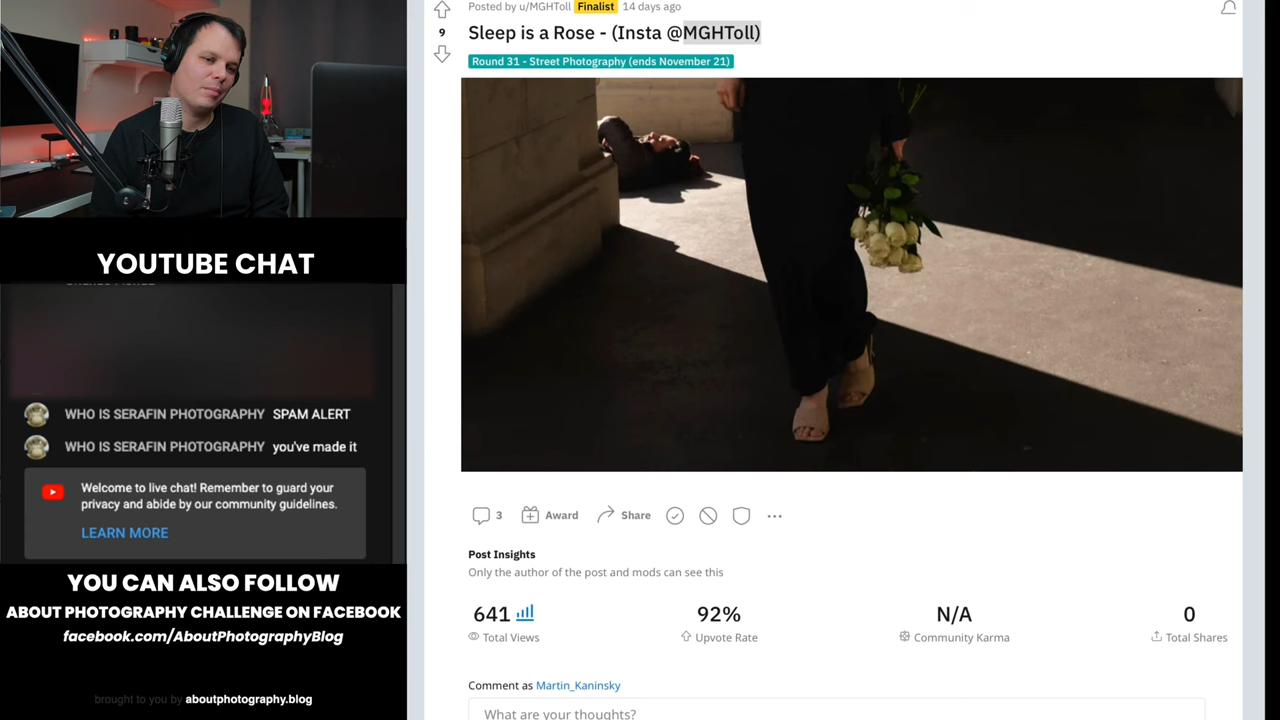 YOUTUBE CHAT
WHO IS SERAFIN PHOTOGRAPHY SPAM ALERT
WHO IS SERAFIN PHOTOGRAPHY you've made it
Welcome to live chat! Remember to guard your
privacy and abide by our community guidelines.
LEARN MORE
YOU CAN ALSO FOLLOW
ABOUT PHOTOGRAPHY CHALLENGE ON FACEBOOK
facebook.com/AboutPhotographyBlog
brought to you by aboutphotography.blog
Posted by u/MGHToll Finalist 14 days ago
9
Sleep is a Rose - (Insta @MGHToll)
Round 31 - Street Photography (ends November 21)
3 Award Share
Post Insights
Only the author of the post and mods can see this
641 92% N/A 0
Total Views Upvote Rate Community Karma Total Shares
Comment as Martin_Kaninsky
What are your thoughts?